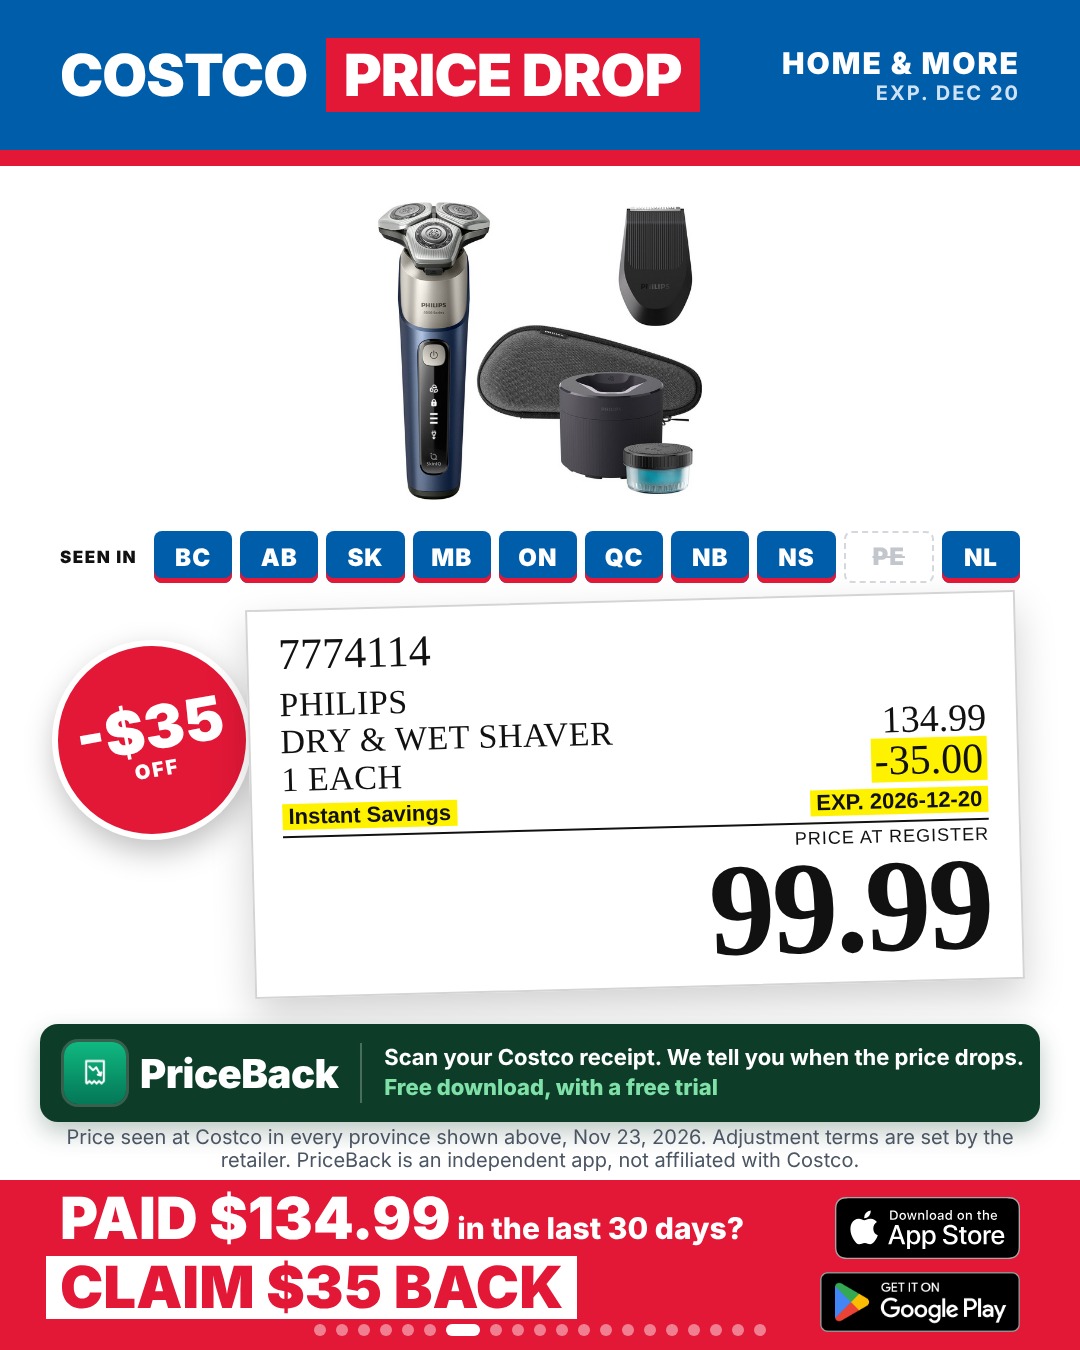 COSTCO PRICE DROP
HOME & MORE
EXP. DEC 20
PHILIPS
PHILIPS
SkinIQ
SEEN IN BC AB SK MB ON QC NB NS PE NL
-$35
OFF
7774114
PHILIPS
DRY & WET SHAVER
1 EACH
Instant Savings
134.99
-35.00
EXP. 2026-12-20
PRICE AT REGISTER
99.99
PriceBack
Scan your Costco receipt. We tell you when the price drops.
Free download, with a free trial
Price seen at Costco in every province shown above, Nov 23, 2026. Adjustment terms are set by the
retailer. PriceBack is an independent app, not affiliated with Costco.
PAID $134.99 in the last 30 days?
CLAIM $35 BACK
Download on the
App Store
GET IT ON
Google Play